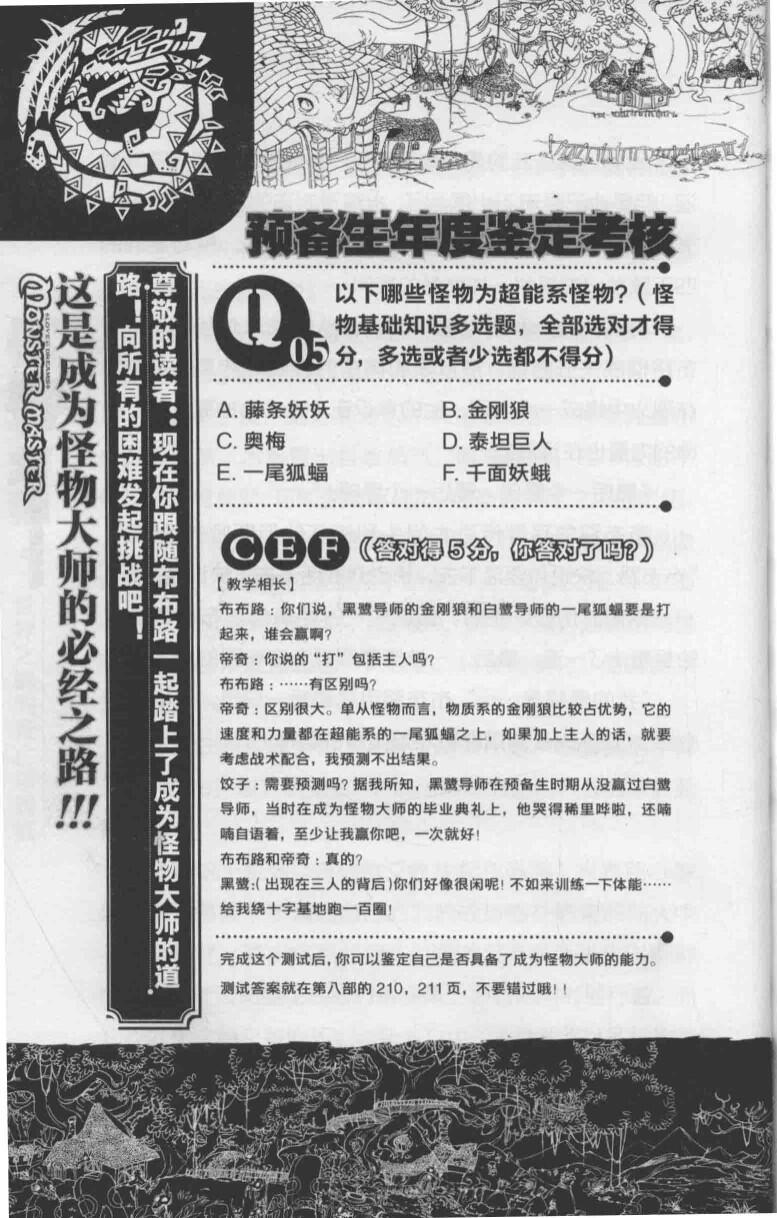 预备生年度鉴定考核
Q05
以下哪些怪物为超能系怪物？（怪
物基础知识多选题，全部选对才得
分，多选或者少选都不得分）
A. 藤条妖妖
B. 金刚狼
C. 奥梅
D. 泰坦巨人
E. 一尾狐蝠
F. 千面妖蛾
C E F （答对得5分，你答对了吗？）
【教学相长】
布布路：你们说，黑鹭导师的金刚狼和白鹭导师的一尾狐蝠要是打
起来，谁会赢啊？
帝奇：你说的“打”包括主人吗？
布布路：……有区别吗？
帝奇：区别很大。单从怪物而言，物质系的金刚狼比较占优势，它的
速度和力量都在超能系的一尾狐蝠之上，如果加上主人的话，就要
考虑战术配合，我预测不出结果。
饺子：需要预测吗？据我所知，黑鹭导师在预备生时期从没赢过白鹭
导师，当时在成为怪物大师的毕业典礼上，他哭得稀里哗啦，还喃
喃自语着，至少让我赢你吧，一次就好！
布布路和帝奇：真的？
黑鹭：（出现在三人的背后）你们好像很闲呢！不如来训练一下体能……
给我绕十字基地跑一百圈！
完成这个测试后，你可以鉴定自己是否具备了成为怪物大师的能力。
测试答案就在第八部的210，211页，不要错过哦！！
尊敬的读者：现在你跟随布布路一起踏上了成为怪物大师的道
路！向所有的困难发起挑战吧！
这是成为怪物大师的必经之路!!!
MONSTER MASTER